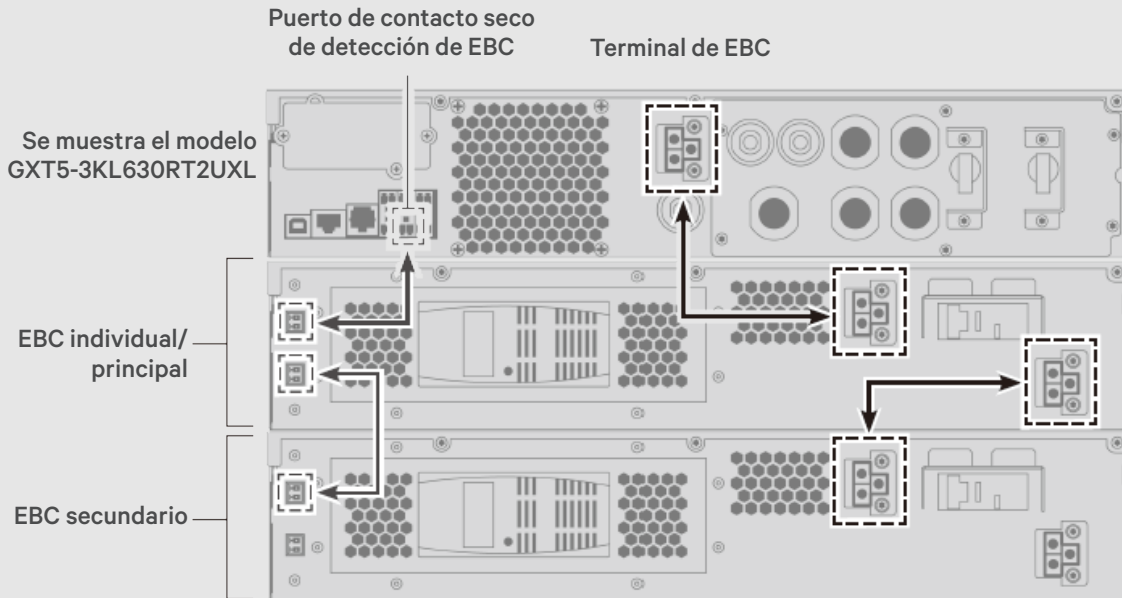 Puerto de contacto seco
de detección de EBC
Terminal de EBC
Se muestra el modelo
GXT5-3KL630RT2UXL
EBC individual/
principal
EBC secundario